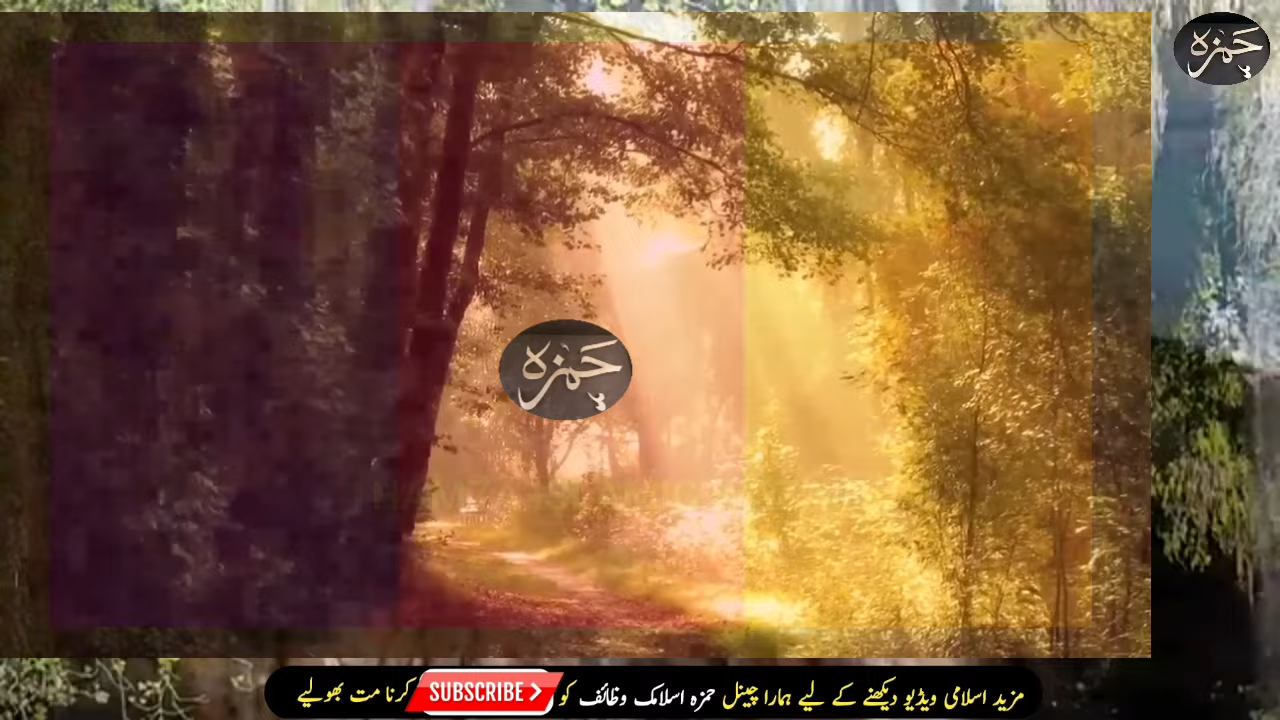 حمزہ
حمزہ
مزید اسلامی ویڈیو دیکھنے کے لیے ہمارا چینل حمزہ اسلامک وظائف کو SUBSCRIBE کرنا مت بھولیے